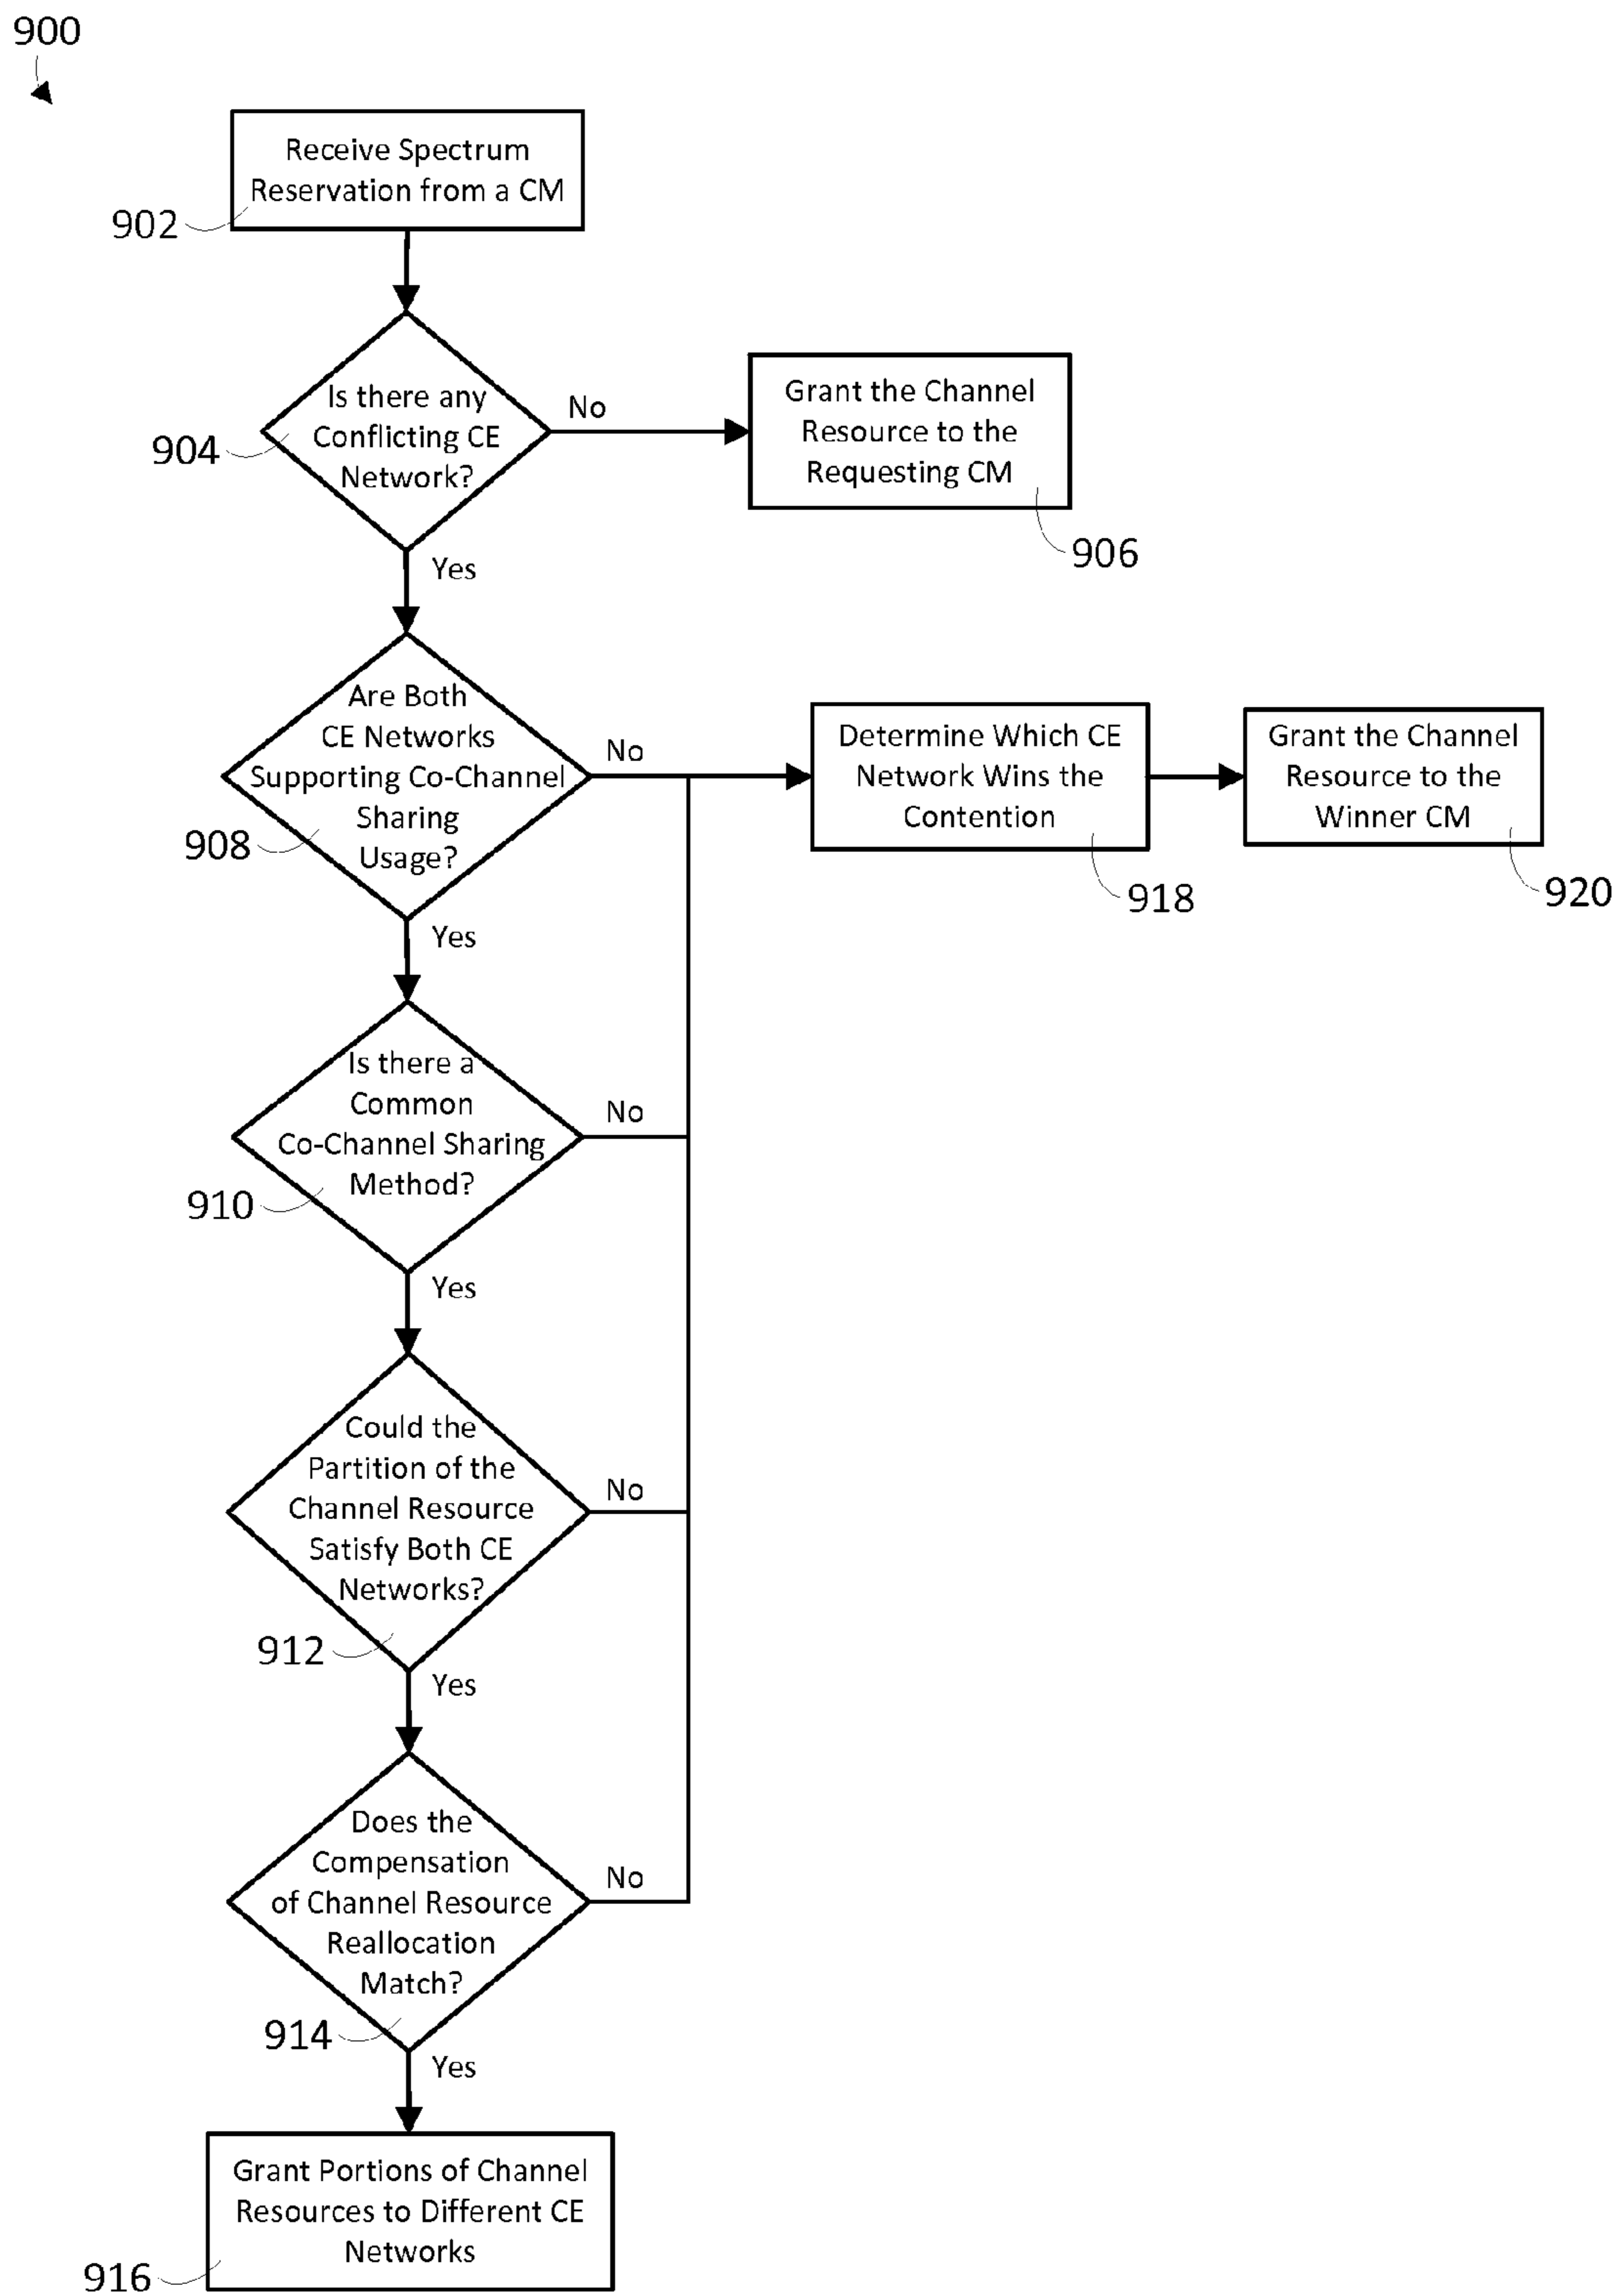 900
Receive Spectrum
Reservation from a CM
902
Is there any
Conflicting CE
Network?
904
No
Grant the Channel
Resource to the
Requesting CM
906
Yes
Are Both
CE Networks
Supporting Co-Channel
Sharing
Usage?
908
No
Determine Which CE
Network Wins the
Contention
918
Grant the Channel
Resource to the
Winner CM
920
Yes
Is there a
Common
Co-Channel Sharing
Method?
910
No
Yes
Could the
Partition of the
Channel Resource
Satisfy Both CE
Networks?
912
No
Yes
Does the
Compensation
of Channel Resource
Reallocation
Match?
914
No
Yes
Grant Portions of Channel
Resources to Different CE
Networks
916